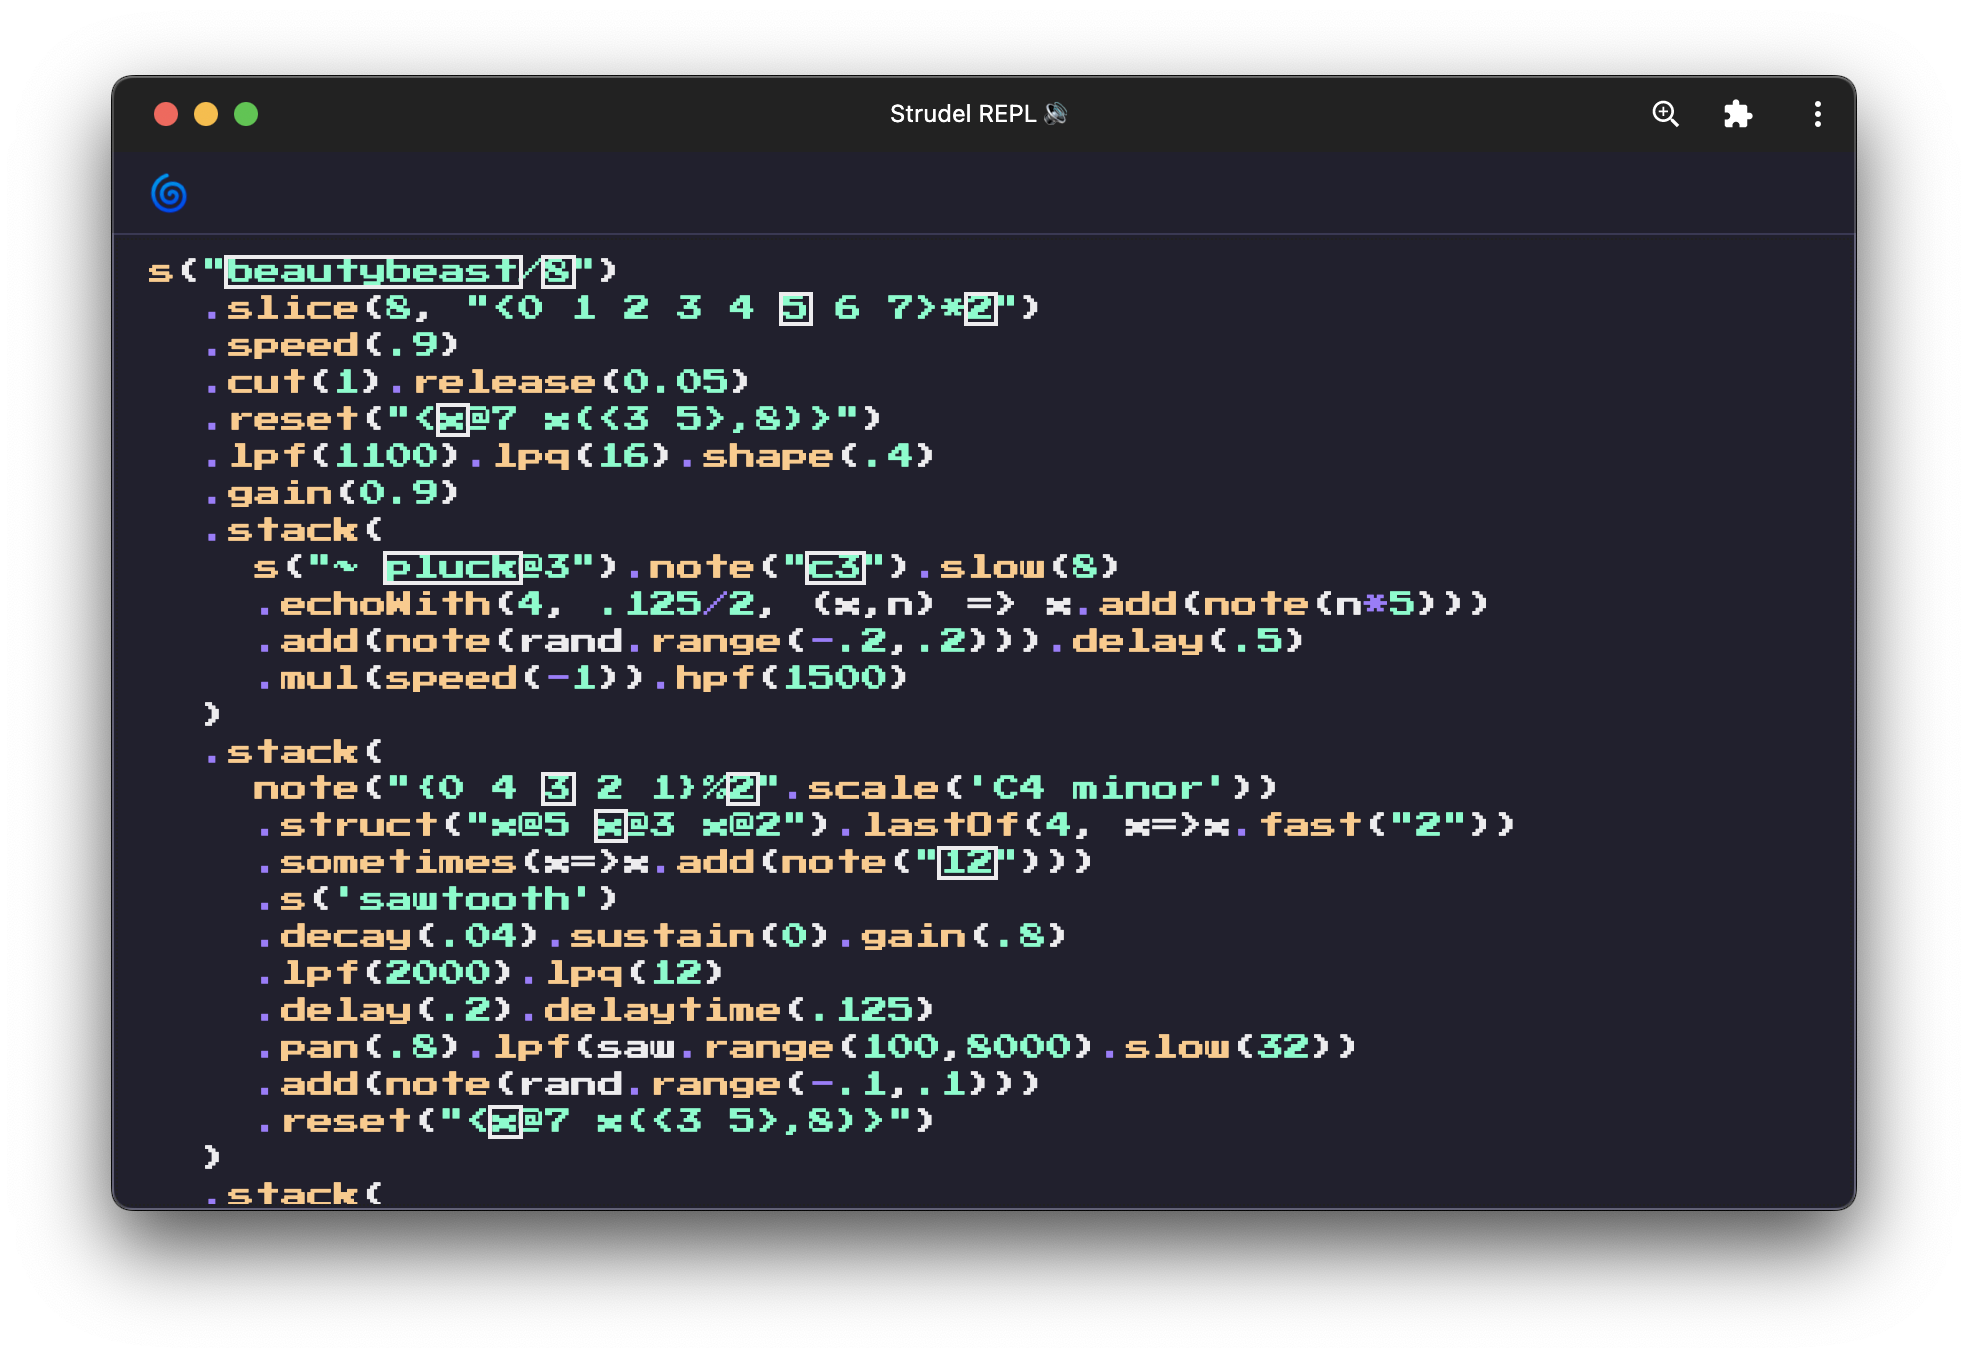 Strudel REPL 🔊
s("beautybeast/8")
.slice(8, "<0 1 2 3 4 5 6 7>*2")
.speed(.9)
.cut(1).release(0.05)
.reset("<x@7 x(<3 5>,8)>")
.lpf(1100).lpq(16).shape(.4)
.gain(0.9)
.stack(
s("~ pluck@3").note("c3").slow(8)
.echoWith(4, .125/2, (x,n) => x.add(note(n*5)))
.add(note(rand.range(-.2,.2))).delay(.5)
.mul(speed(-1)).hpf(1500)
)
.stack(
note("{0 4 3 2 1}%2".scale('C4 minor'))
.struct("x@5 x@3 x@2").lastOf(4, x=>x.fast("2"))
.sometimes(x=>x.add(note("12")))
.s('sawtooth')
.decay(.04).sustain(0).gain(.8)
.lpf(2000).lpq(12)
.delay(.2).delaytime(.125)
.pan(.8).lpf(saw.range(100,8000).slow(32))
.add(note(rand.range(-.1,.1)))
.reset("<x@7 x(<3 5>,8)>")
)
.stack(